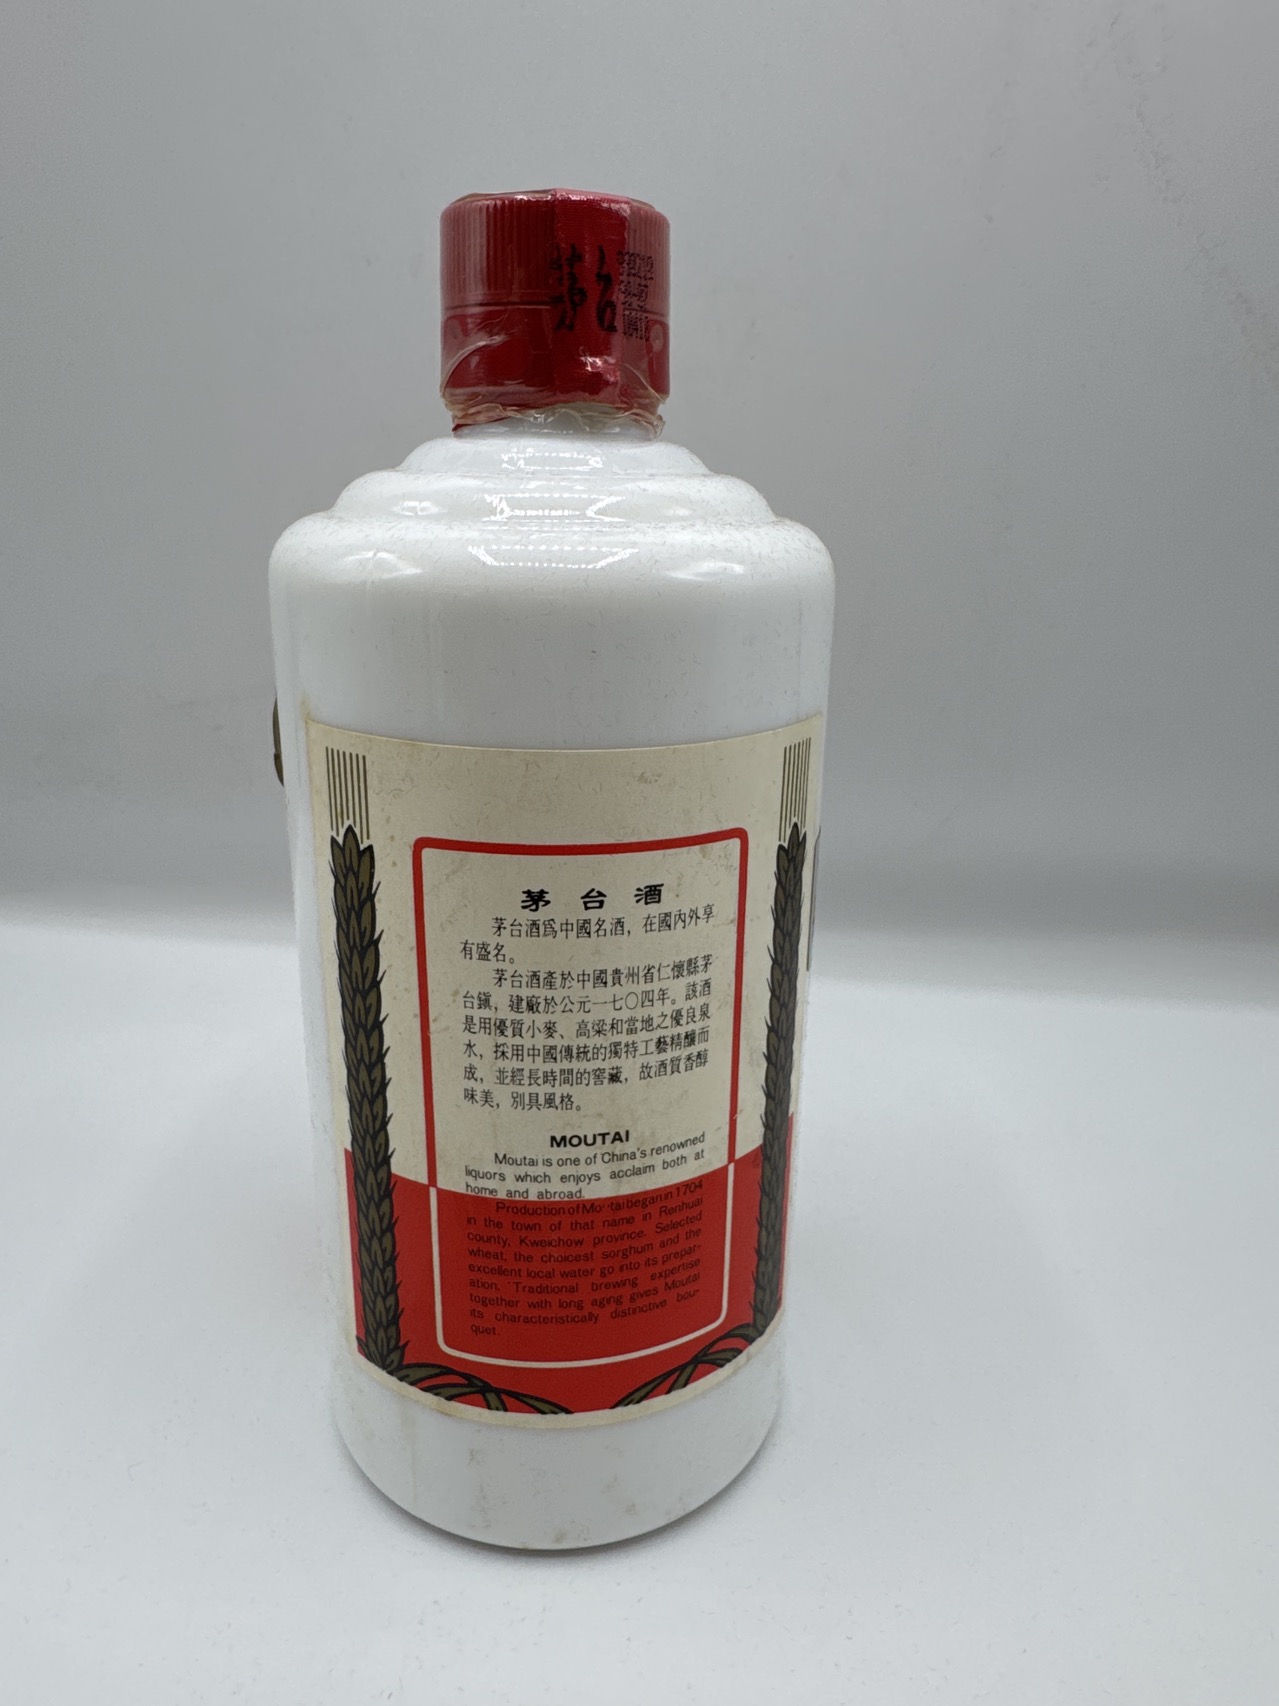 茅台
茅台酒
茅台酒爲中國名酒，在國內外享
有盛名。
茅台酒產於中國貴州省仁懷縣茅
台鎭，建廠於公元一七〇四年。該酒
是用優質小麥、高粱和當地之優良泉
水，採用中國傳統的獨特工藝精釀而
成，並經長時間的窖藏，故酒質香醇
味美，別具風格。
MOUTAI
Moutai is one of China's renowned
liquors which enjoys acclaim both at
home and abroad.
Production of Moutai began in 1704
in the town of that name in Renhuai
county, Kweichow province. Selected
wheat, the choicest sorghum and the
excellent local water go into its prepar-
ation. Traditional brewing expertise
together with long aging gives Moutai
its characteristically distinctive bou-
quet.